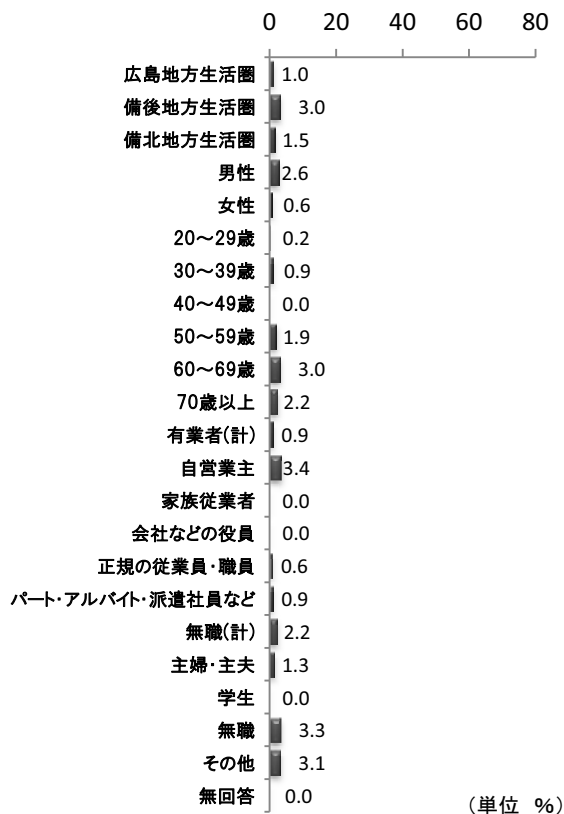 0 20 40 60 80
広島地方生活圏 1.0
備後地方生活圏 3.0
備北地方生活圏 1.5
男性 2.6
女性 0.6
20～29歳 0.2
30～39歳 0.9
40～49歳 0.0
50～59歳 1.9
60～69歳 3.0
70歳以上 2.2
有業者(計) 0.9
自営業主 3.4
家族従業者 0.0
会社などの役員 0.0
正規の従業員・職員 0.6
パート・アルバイト・派遣社員など 0.9
無職(計) 2.2
主婦・主夫 1.3
学生 0.0
無職 3.3
その他 3.1
無回答 0.0
(単位 %)